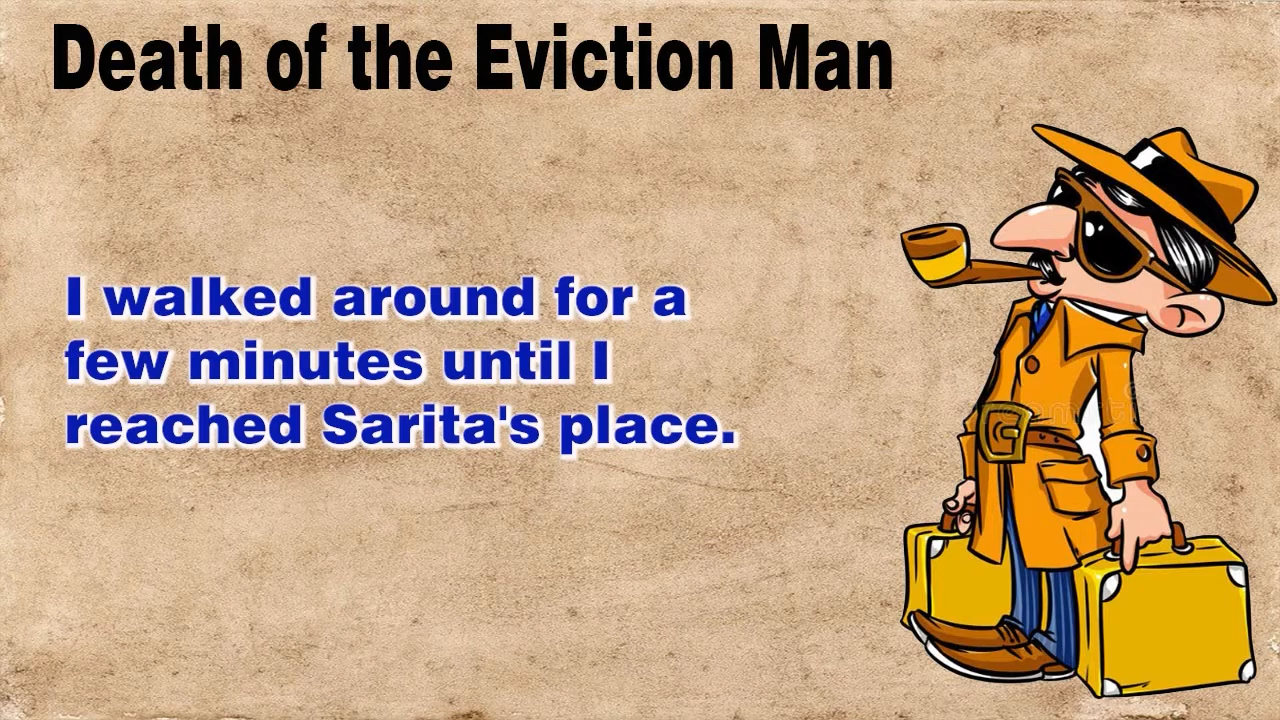 Death of the Eviction Man
I walked around for a
few minutes until I
reached Sarita's place.